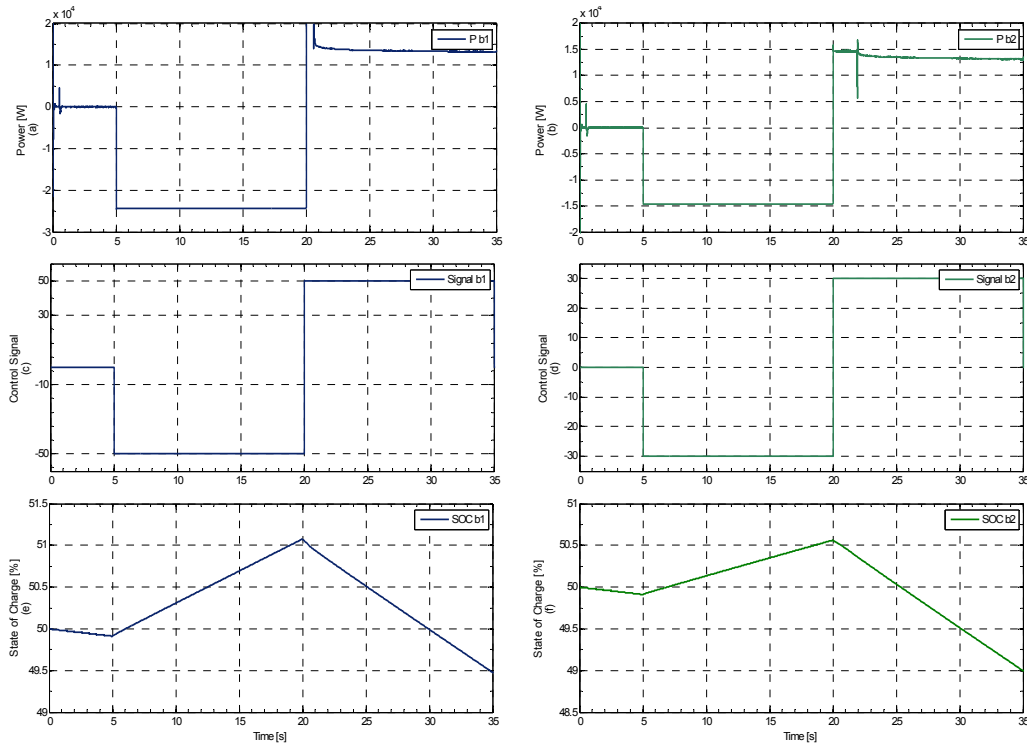 x 10⁴
2
1
0
-1
-2
-3
Power [W]
(a)
P b1
0 5 10 15 20 25 30 35
x 10⁴
2
1.5
1
0.5
0
-0.5
-1
-1.5
-2
Power [W]
(b)
P b2
0 5 10 15 20 25 30 35
50
30
-10
-50
Control Signal
(c)
Signal b1
0 5 10 15 20 25 30 35
30
20
10
0
-10
-20
-30
Control Signal
(d)
Signal b2
0 5 10 15 20 25 30 35
51.5
51
50.5
50
49.5
49
State of Charge [%]
(e)
SOC b1
0 5 10 15 20 25 30 35
Time [s]
51
50.5
50
49.5
49
48.5
State of Charge [%]
(f)
SOC b2
0 5 10 15 20 25 30 35
Time [s]